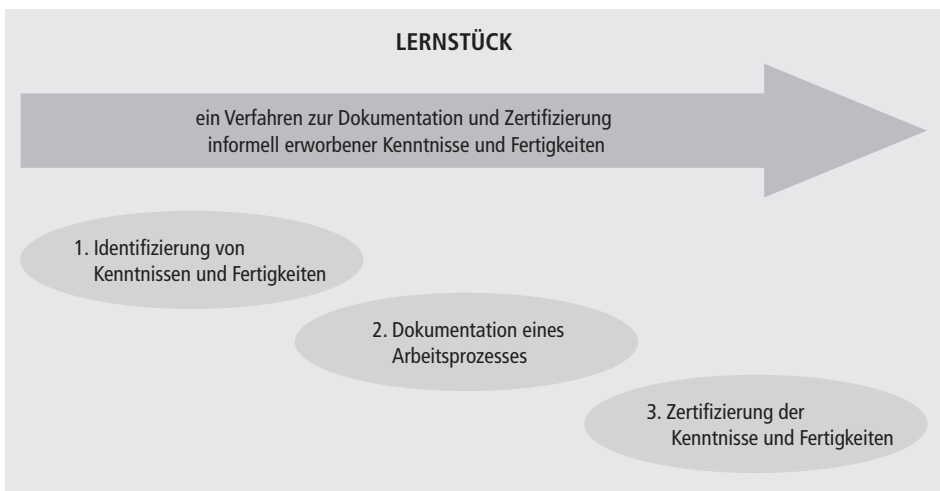 LERNSTÜCK
ein Verfahren zur Dokumentation und Zertifizierung
informell erworbener Kenntnisse und Fertigkeiten
1. Identifizierung von
Kenntnissen und Fertigkeiten
2. Dokumentation eines
Arbeitsprozesses
3. Zertifizierung der
Kenntnisse und Fertigkeiten